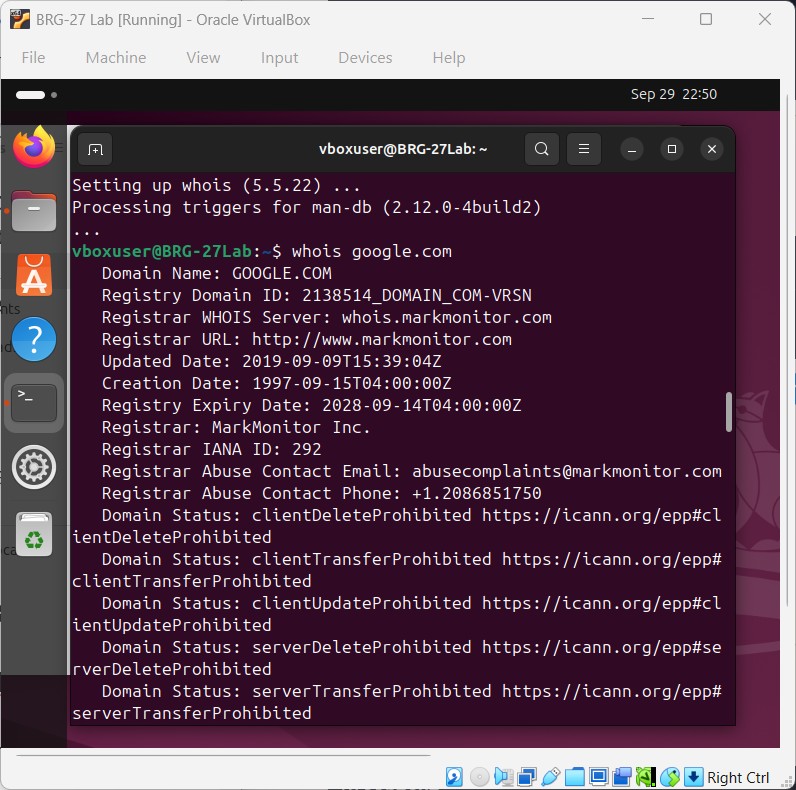 BRG-27 Lab [Running] - Oracle VirtualBox
File Machine View Input Devices Help
Sep 29 22:50
vboxuser@BRG-27Lab: ~
Setting up whois (5.5.22) ...
Processing triggers for man-db (2.12.0-4build2)
...
vboxuser@BRG-27Lab:~$ whois google.com
Domain Name: GOOGLE.COM
Registry Domain ID: 2138514_DOMAIN_COM-VRSN
Registrar WHOIS Server: whois.markmonitor.com
Registrar URL: http://www.markmonitor.com
Updated Date: 2019-09-09T15:39:04Z
Creation Date: 1997-09-15T04:00:00Z
Registry Expiry Date: 2028-09-14T04:00:00Z
Registrar: MarkMonitor Inc.
Registrar IANA ID: 292
Registrar Abuse Contact Email: abusecomplaints@markmonitor.com
Registrar Abuse Contact Phone: +1.2086851750
Domain Status: clientDeleteProhibited https://icann.org/epp#cl
ientDeleteProhibited
Domain Status: clientTransferProhibited https://icann.org/epp#
clientTransferProhibited
Domain Status: clientUpdateProhibited https://icann.org/epp#cl
ientUpdateProhibited
Domain Status: serverDeleteProhibited https://icann.org/epp#se
rverDeleteProhibited
Domain Status: serverTransferProhibited https://icann.org/epp#
serverTransferProhibited
Right Ctrl